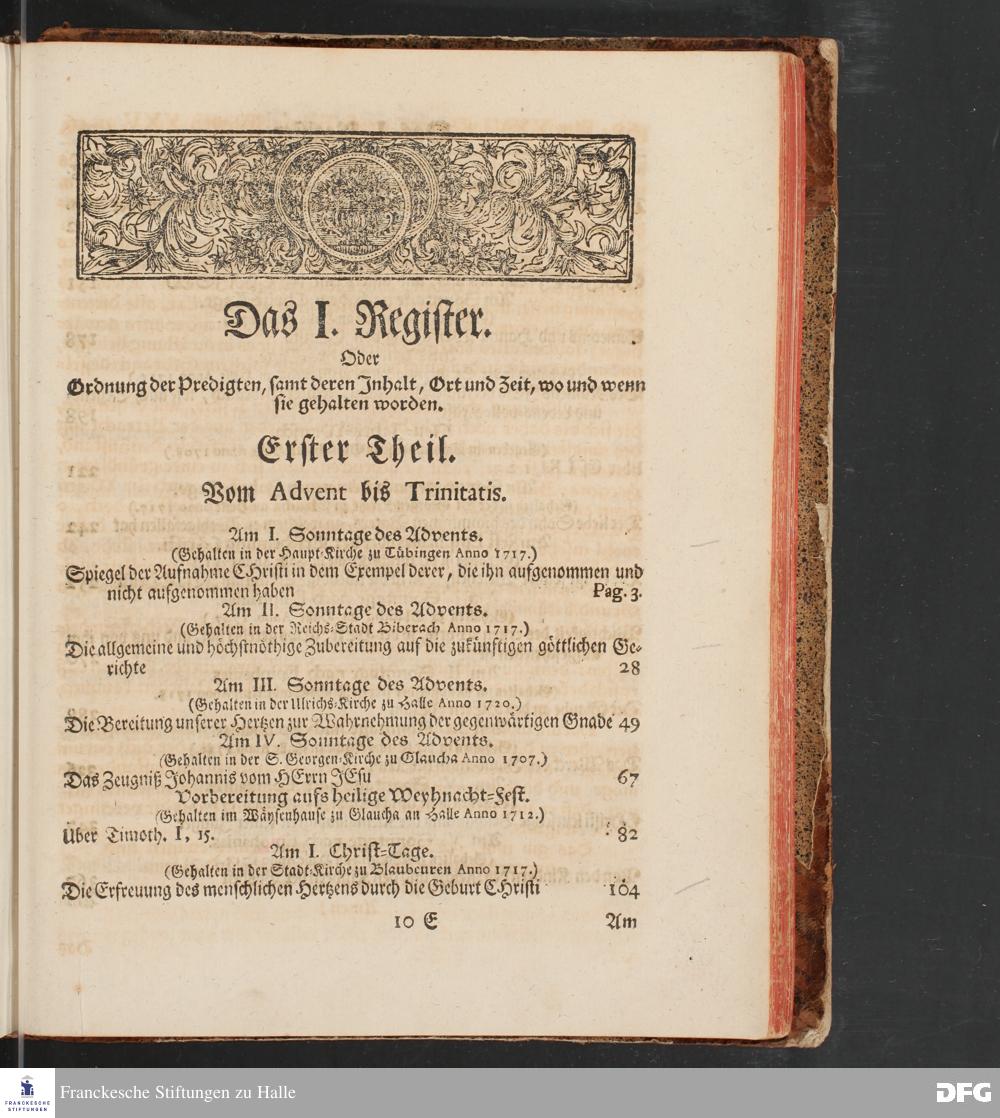 Das I. Register.
Oder
Ordnung der Predigten, samt deren Inhalt, Ort und Zeit, wo und wenn
sie gehalten worden.
Erster Theil.
Vom Advent bis Trinitatis.
Am I. Sonntage des Advents.
(Gehalten in der Haupt-Kirche zu Tübingen Anno 1717.)
Spiegel der Aufnahme CHristi in dem Exempel derer, die ihn aufgenommen und
nicht aufgenommen haben Pag. 3.
Am II. Sonntage des Advents.
(Gehalten in der Reichs-Stadt Biberach Anno 1717.)
Die allgemeine und höchstnöthige Zubereitung auf die zukünftigen göttlichen Ge-
richte 28
Am III. Sonntage des Advents.
(Gehalten in der Ulrichs-Kirche zu Halle Anno 1720.)
Die Bereitung unserer Hertzen zur Wahrnehmung der gegenwärtigen Gnade 49
Am IV. Sonntage des Advents.
(Gehalten in der S. Georgen-Kirche zu Glaucha Anno 1707.)
Das Zeugniß Johannis vom HErrn JEsu 67
Vorbereitung aufs heilige Weyhnacht-Fest.
(Gehalten im Wäysenhause zu Glaucha an Halle Anno 1712.)
Über Timoth. I, 15. 82
Am I. Christ-Tage.
(Gehalten in der Stadt-Kirche zu Blaubeuren Anno 1717.)
Die Erfreuung des menschlichen Hertzens durch die Geburt CHristi 104
10 E Am
FRANCKESCHE
STIFTUNGEN
Franckesche Stiftungen zu Halle
DFG